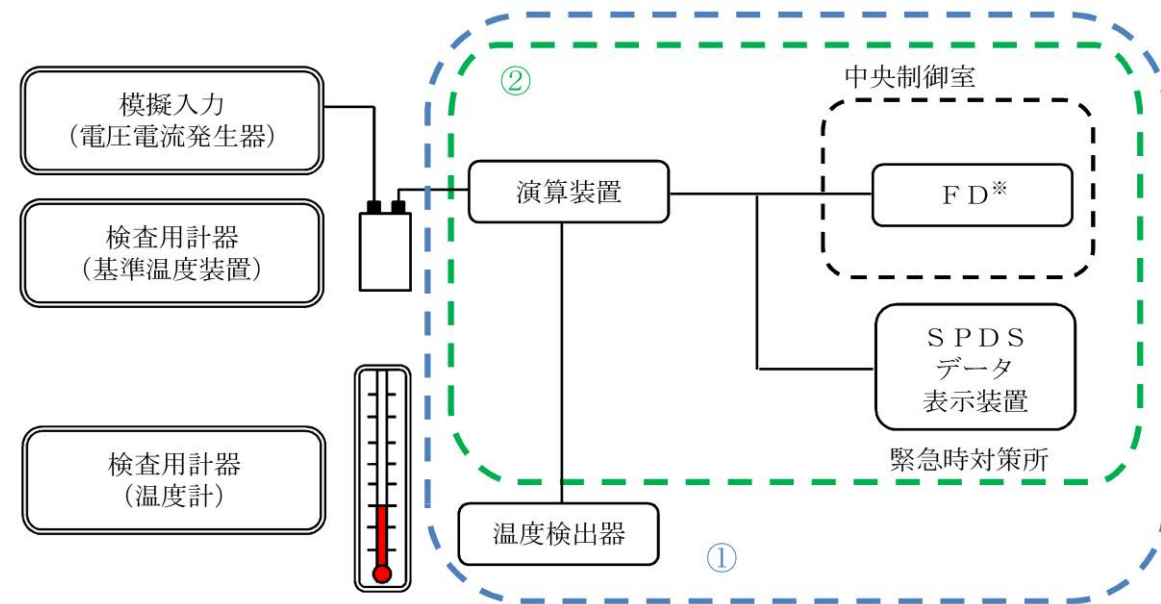 模擬入力
（電圧電流発生器）
検査用計器
（基準温度装置）
検査用計器
（温度計）
②
中央制御室
演算装置
ＦＤ※
ＳＰＤＳ
データ
表示装置
緊急時対策所
温度検出器
①